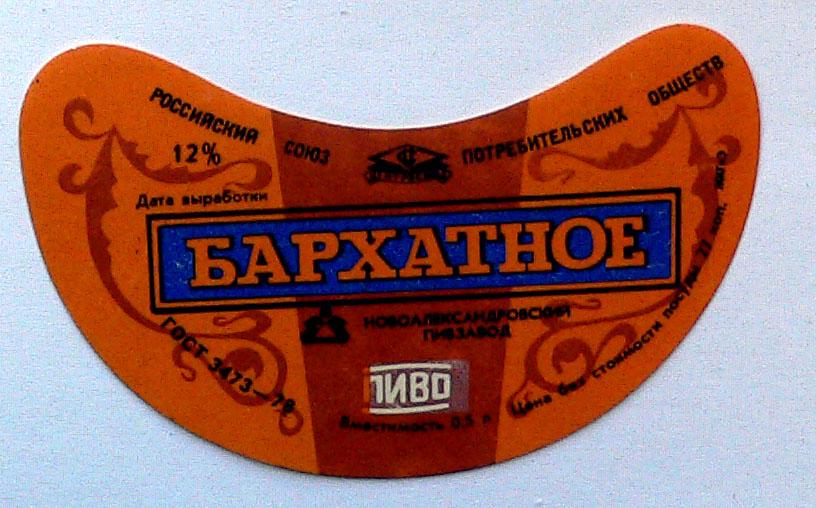 РОССИЙСКИЙ СОЮЗ ПОТРЕБИТЕЛЬСКИХ ОБЩЕСТВ
12%
Дата выработки
БАРХАТНОЕ
НОВОАЛЕКСАНДРОВСКИЙ
ПИВЗАВОД
ГОСТ 3473—78
ПИВО
Вместимость 0,5 л
Цена без стоимости посуды 27 коп.